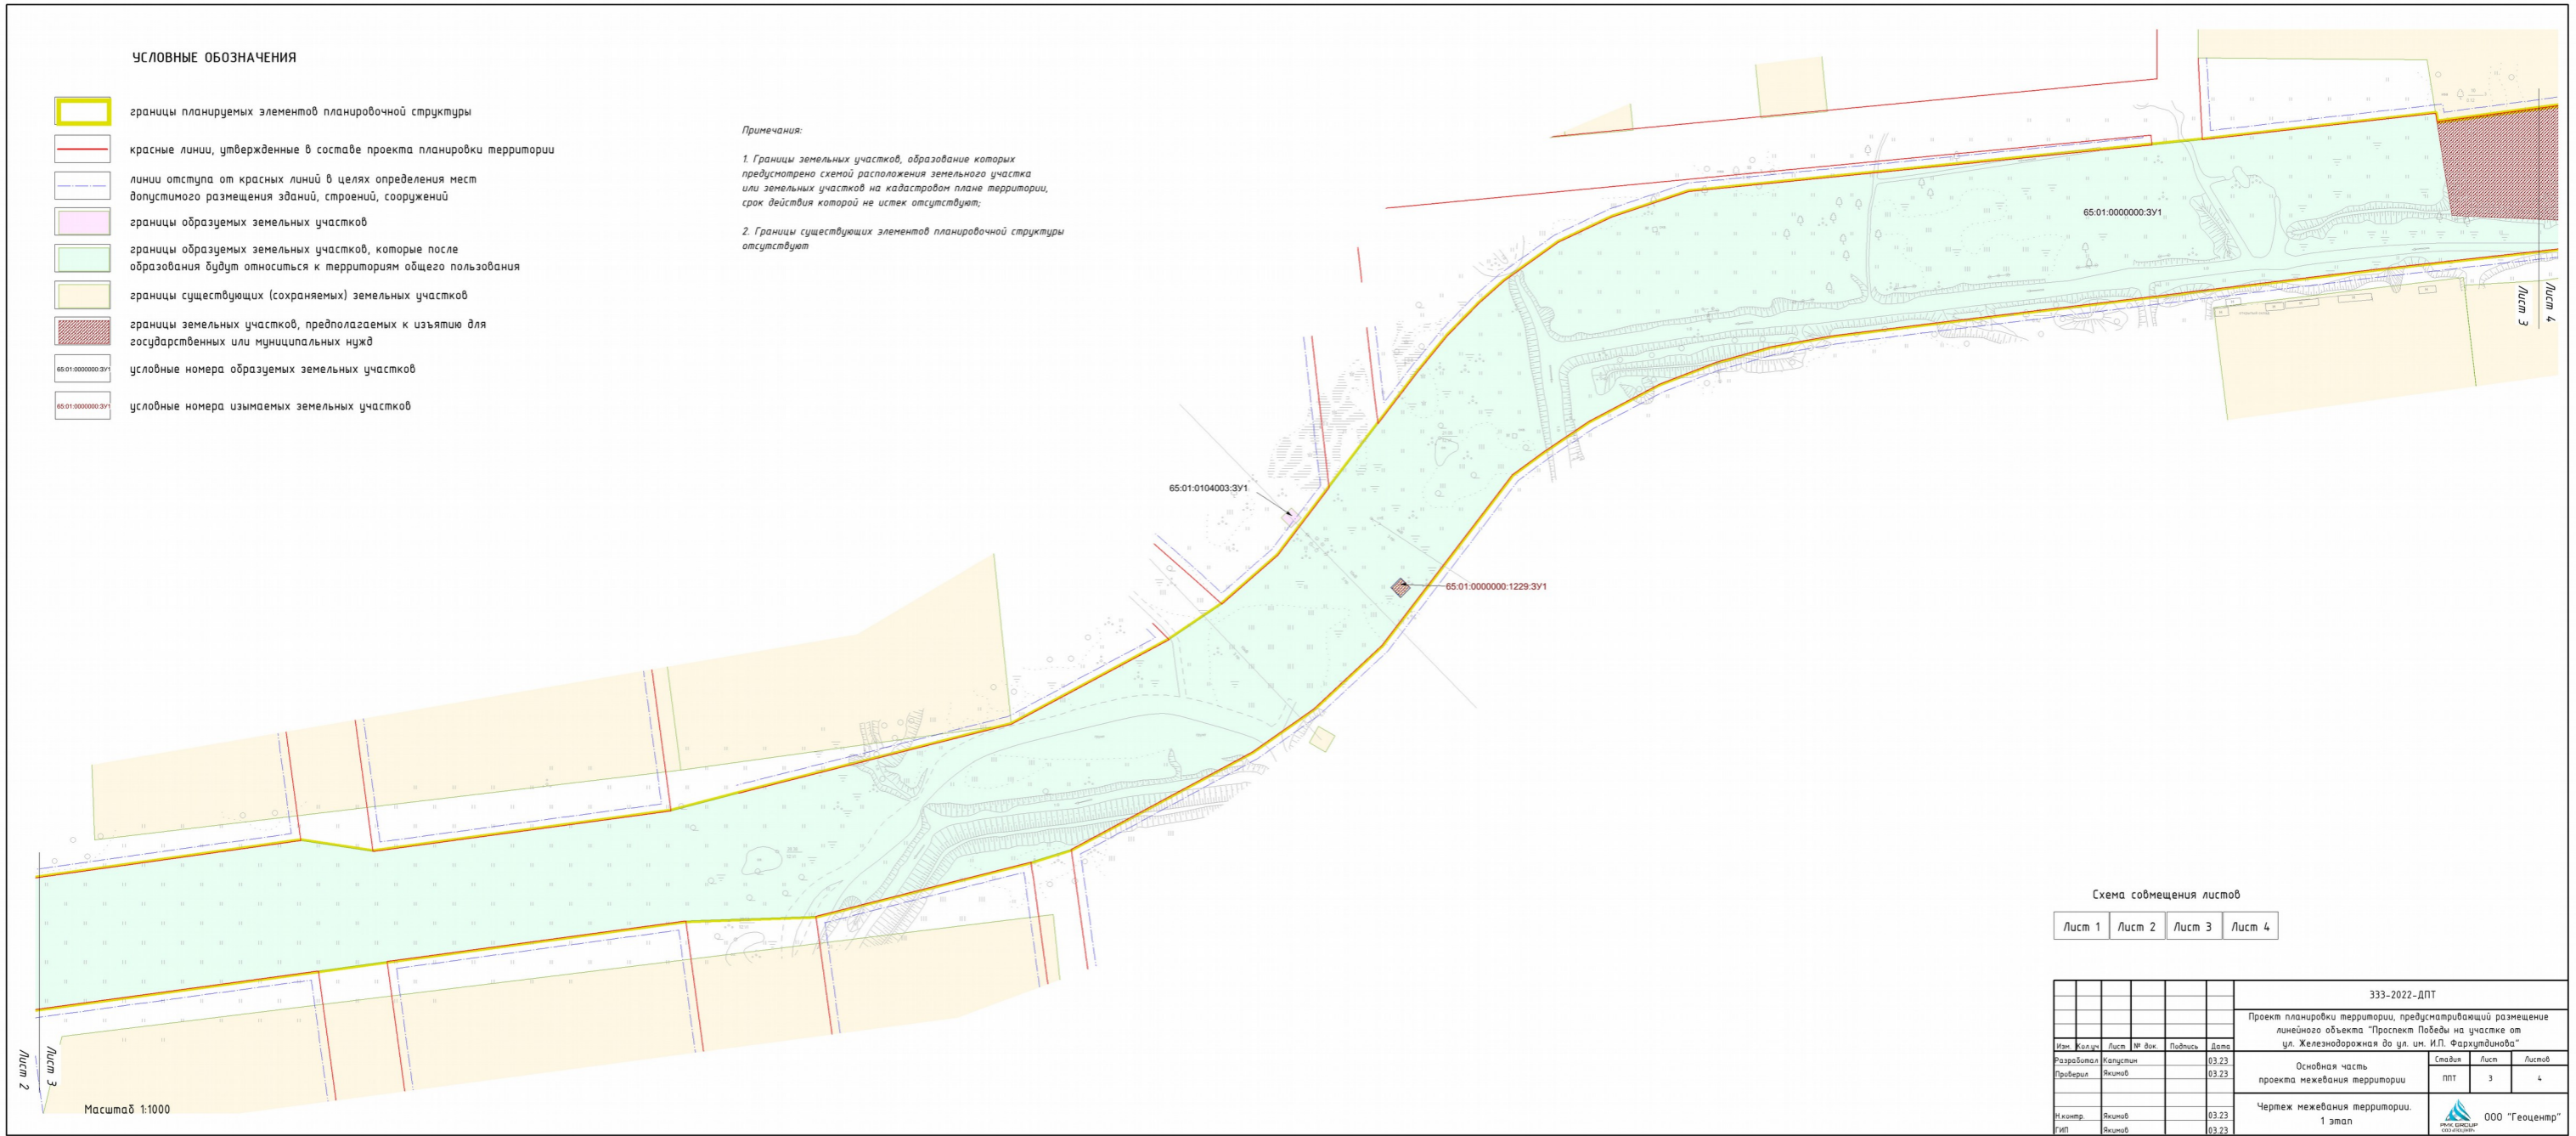 УСЛОВНЫЕ ОБОЗНАЧЕНИЯ
границы планируемых элементов планировочной структуры
красные линии, утвержденные в составе проекта планировки территории
линии отступа от красных линий в целях определения мест
допустимого размещения зданий, строений, сооружений
границы образуемых земельных участков
границы образуемых земельных участков, которые после
образования будут относиться к территориям общего пользования
границы существующих (сохраняемых) земельных участков
границы земельных участков, предполагаемых к изъятию для
государственных или муниципальных нужд
65:01:0000000:ЗУ1
условные номера образуемых земельных участков
65:01:0000000:ЗУ1
условные номера изымаемых земельных участков
Примечания:
1. Границы земельных участков, образование которых
предусмотрено схемой расположения земельного участка
или земельных участков на кадастровом плане территории,
срок действия которой не истек отсутствуют;
2. Границы существующих элементов планировочной структуры
отсутствуют
65:01:0000000:ЗУ1
Лист 3
Лист 4
65:01:0104003:ЗУ1
65:01:0000000:1229:ЗУ1
Лист 2
Лист 3
Масштаб 1:1000
Схема совмещения листов
Лист 1 Лист 2 Лист 3 Лист 4
333-2022-ДПТ
Проект планировки территории, предусматривающий размещение
линейного объекта "Проспект Победы на участке от
ул. Железнодорожная до ул. им. И.П. Фархутдинова"
Изм. Кол.уч Лист № док. Подпись Дата
Разработал Капустин 03.23
Проверил Якимов 03.23
Н.контр. Якимов 03.23
ГИП Якимов 03.23
Основная часть
проекта межевания территории
Стадия Лист Листов
ППТ 3 4
Чертеж межевания территории.
1 этап
PMK GROUP
ООО "Геоцентр"